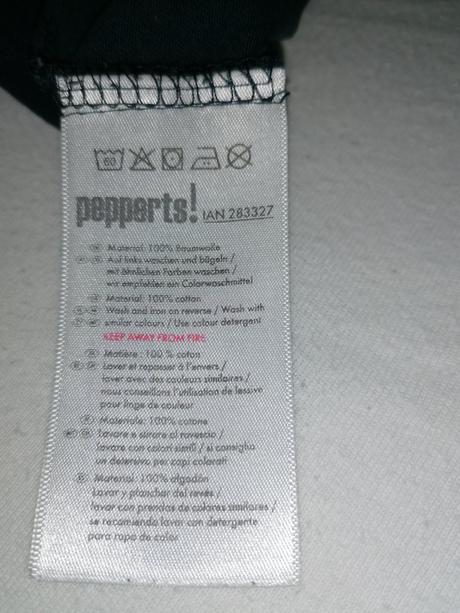 60
pepperts! IAN 283327
Material: 100% Baumwolle
Auf links waschen und bügeln /
mit ähnlichen Farben waschen /
wir empfehlen ein Colorwaschmittel
Material: 100% cotton
Wash and iron on reverse / Wash with
similar colours / Use colour detergent
KEEP AWAY FROM FIRE
Matière: 100 % coton
Laver et repasser à l'envers /
laver avec des couleurs similaires /
nous conseillons l'utilisation de lessive
pour linge de couleur
Materiale: 100% cotone
Lavare e stirare al rovescio /
lavare con colori simili / si consiglia
un detersivo per capi colorati
Material: 100% algodón
Lavar y planchar del revés /
lavar con prendas de colores similares /
se recomienda lavar con detergente
para ropa de color